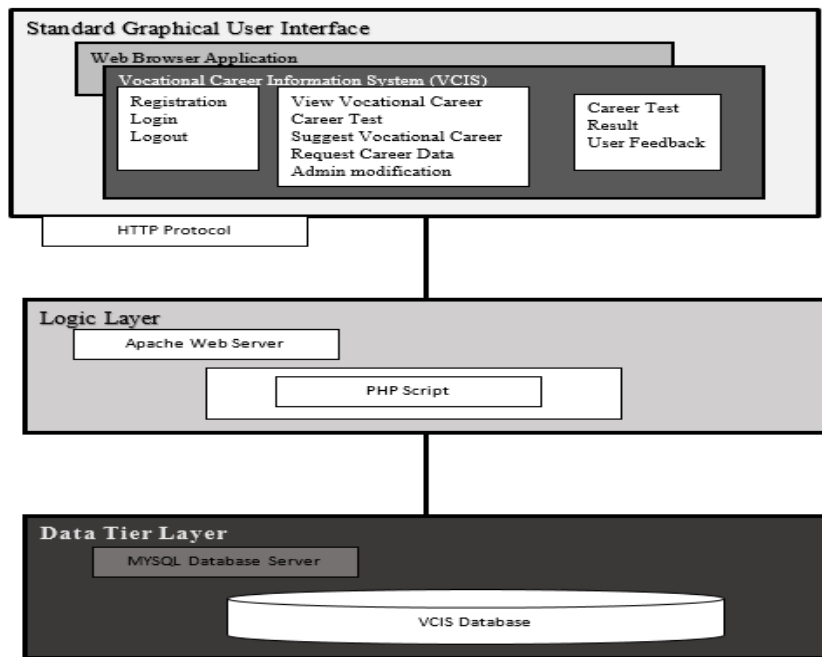 Standard Graphical User Interface
Web Browser Application
Vocational Career Information System (VCIS)
Registration
Login
Logout
View Vocational Career
Career Test
Suggest Vocational Career
Request Career Data
Admin modification
Career Test
Result
User Feedback
HTTP Protocol
Logic Layer
Apache Web Server
PHP Script
Data Tier Layer
MYSQL Database Server
VCIS Database